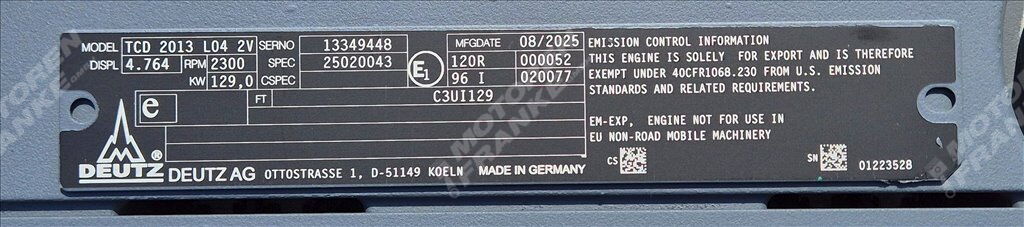 MODEL TCD 2013 L04 2V SERNO 13349448 MFGDATE 08/2025
DISPL 4.764 RPM 2300 SPEC 25020043 E1 120R 000052
KW 129,0 CSPEC 96 I 020077
e FT C3UI129
DEUTZ ®
DEUTZ AG OTTOSTRASSE 1, D-51149 KOELN MADE IN GERMANY
EMISSION CONTROL INFORMATION
THIS ENGINE IS SOLELY FOR EXPORT AND IS THEREFORE
EXEMPT UNDER 40CFR1068.230 FROM U.S. EMISSION
STANDARDS AND RELATED REQUIREMENTS.
EM-EXP, ENGINE NOT FOR USE IN
EU NON-ROAD MOBILE MACHINERY
CS SN 01223528
MOTOREN
FRANKE